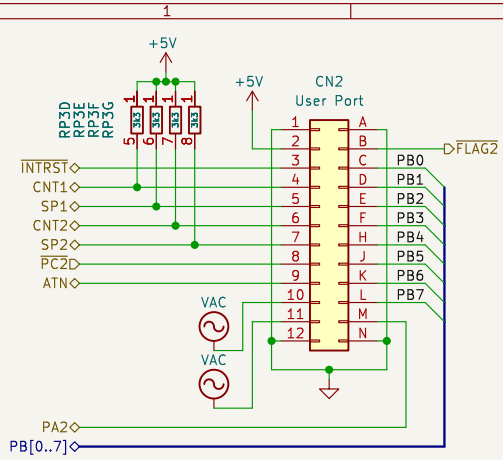 1
+5V
+5V
CN2
User Port
RP3D
RP3E
RP3F
RP3G
1 1 1 1
3k3 3k3 3k3 3k3
5 6 7 8
1 A
2 B FLAG2
INTRST 3 C PB0
CNT1 4 D PB1
SP1 5 E PB2
CNT2 6 F PB3
SP2 7 H PB4
PC2 8 J PB5
ATN 9 K PB6
VAC 10 L PB7
11 M
12 N
VAC
PA2
PB[0..7]